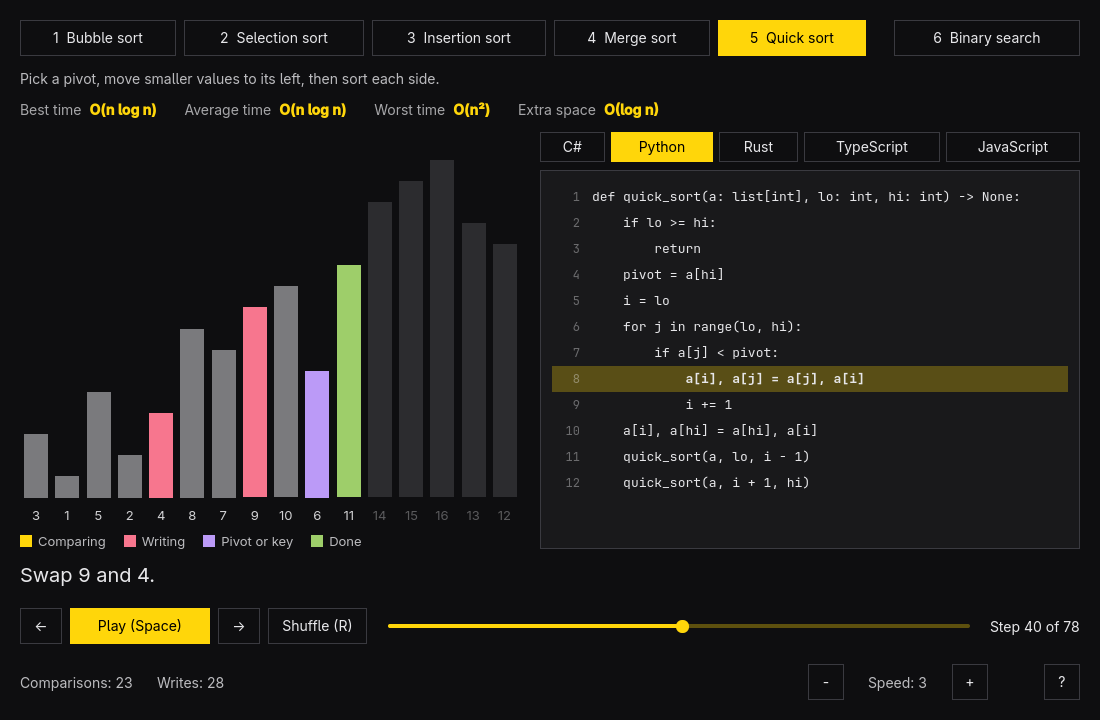 1 Bubble sort 2 Selection sort 3 Insertion sort 4 Merge sort 5 Quick sort 6 Binary search
Pick a pivot, move smaller values to its left, then sort each side.
Best time O(n log n) Average time O(n log n) Worst time O(n²) Extra space O(log n)
C# Python Rust TypeScript JavaScript
1 def quick_sort(a: list[int], lo: int, hi: int) -> None:
2 if lo >= hi:
3 return
4 pivot = a[hi]
5 i = lo
6 for j in range(lo, hi):
7 if a[j] < pivot:
8 a[i], a[j] = a[j], a[i]
9 i += 1
10 a[i], a[hi] = a[hi], a[i]
11 quick_sort(a, lo, i - 1)
12 quick_sort(a, i + 1, hi)
3 1 5 2 4 8 7 9 10 6 11 14 15 16 13 12
Comparing Writing Pivot or key Done
Swap 9 and 4.
← Play (Space) → Shuffle (R) Step 40 of 78
Comparisons: 23 Writes: 28 - Speed: 3 + ?